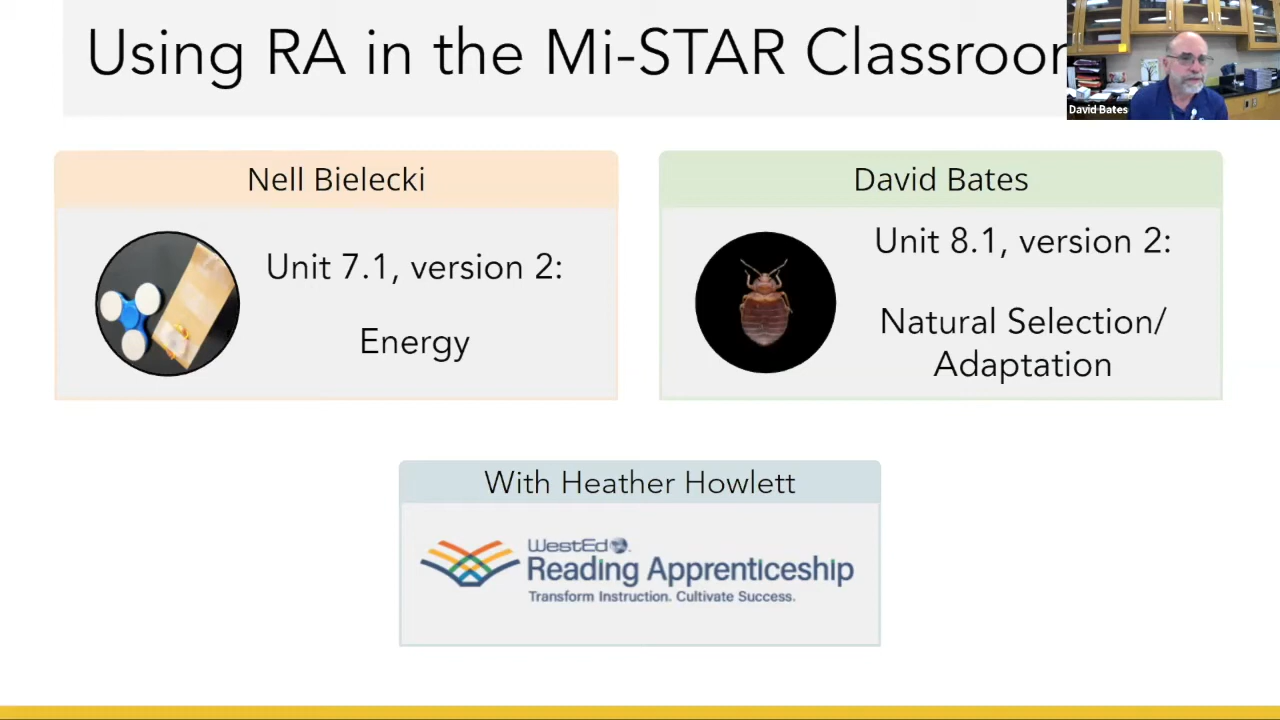 Using RA in the Mi-STAR Classroom
David Bates
Nell Bielecki
Unit 7.1, version 2:
Energy
David Bates
Unit 8.1, version 2:
Natural Selection/
Adaptation
With Heather Howlett
WestEd
Reading Apprenticeship
Transform Instruction. Cultivate Success.